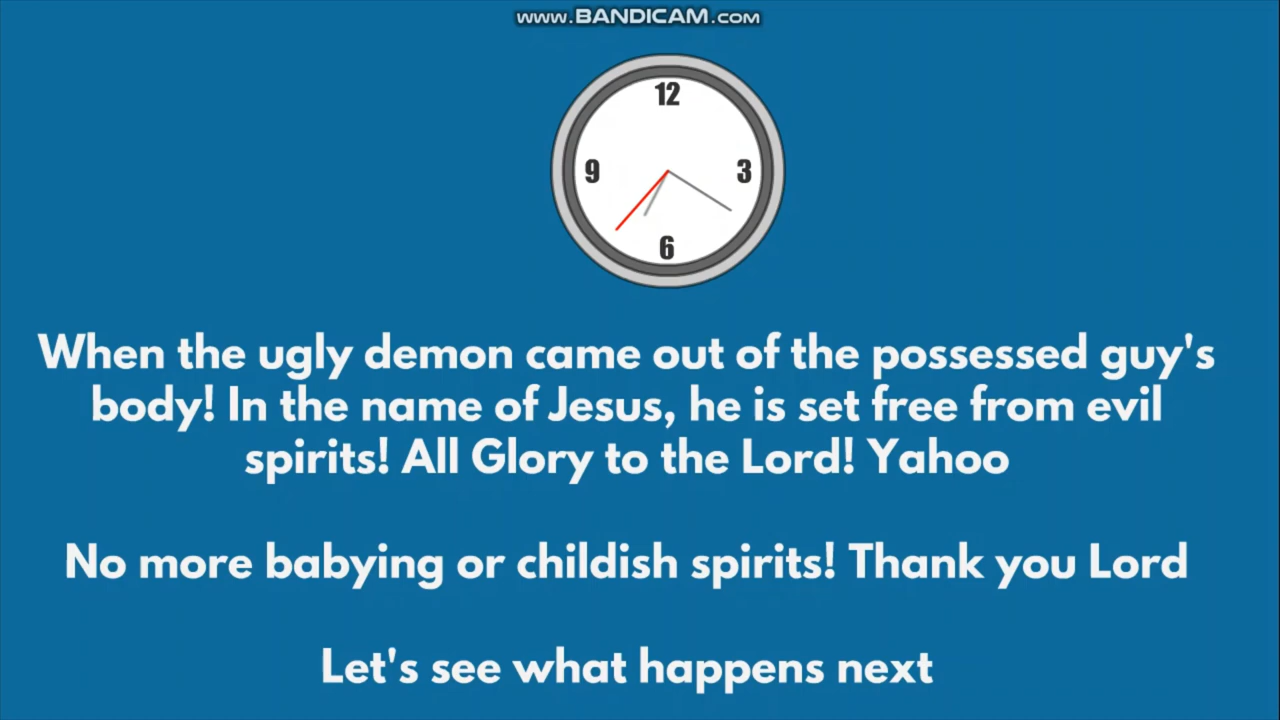 www.BANDICAM.com
12
9
3
6
When the ugly demon came out of the possessed guy's
body! In the name of Jesus, he is set free from evil
spirits! All Glory to the Lord! Yahoo
No more babying or childish spirits! Thank you Lord
Let's see what happens next